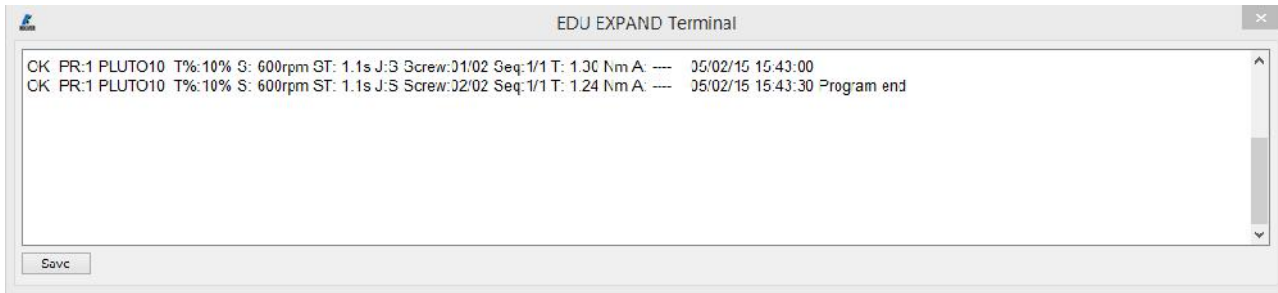 EDU EXPAND Terminal
OK PR:1 PLUTO10 T%:10% S: 600rpm ST: 1.1s J:S Screw:01/02 Seq:1/1 T: 1.30 Nm A: ---- 05/02/15 15:43:00
OK PR:1 PLUTO10 T%:10% S: 600rpm ST: 1.1s J:S Screw:02/02 Seq:1/1 T: 1.24 Nm A: ---- 05/02/15 15:43:30 Program end
Save